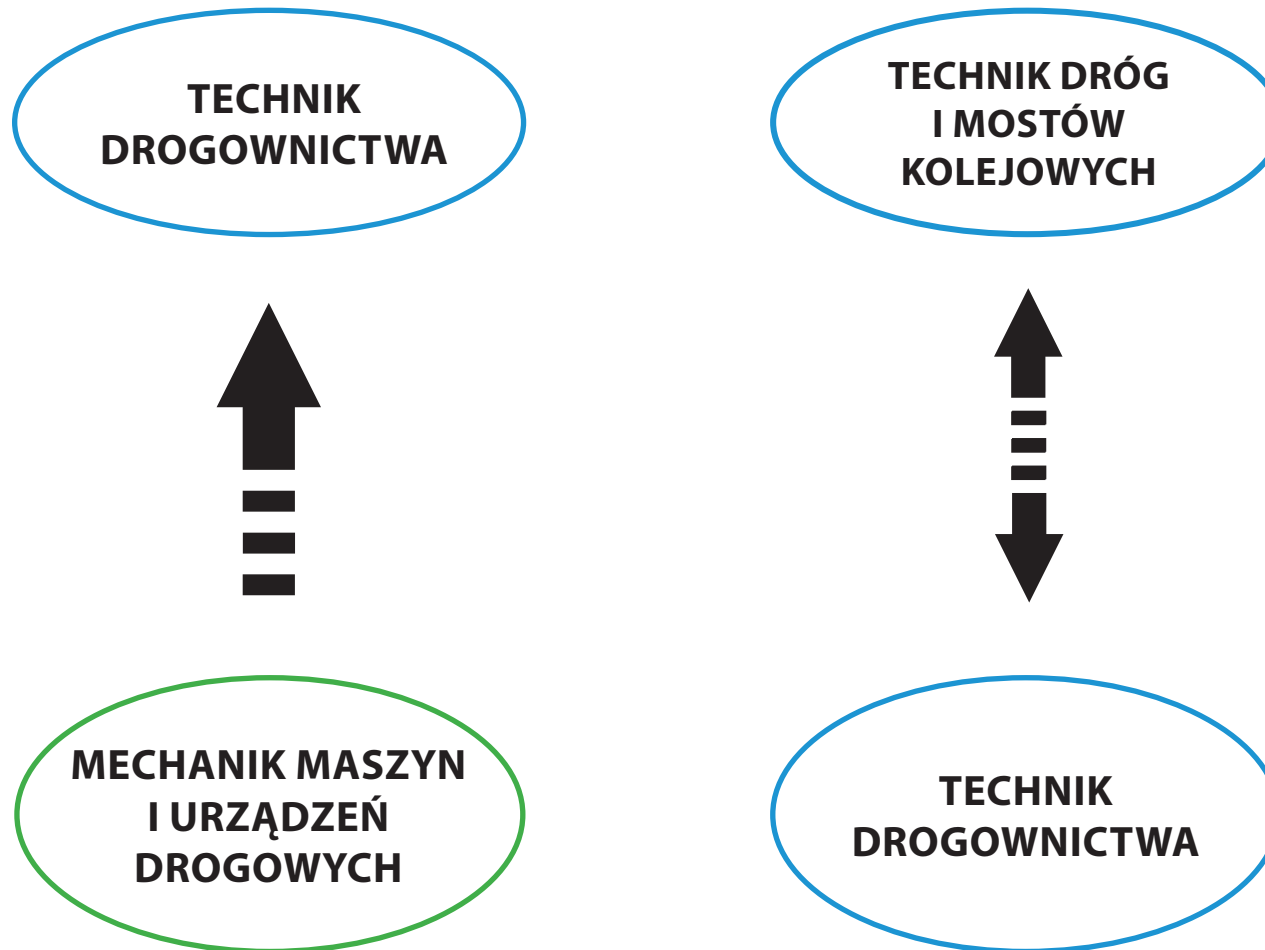 TECHNIK
DROGOWNICTWA
TECHNIK DRÓG
I MOSTÓW
KOLEJOWYCH
MECHANIK MASZYN
I URZĄDZEŃ
DROGOWYCH
TECHNIK
DROGOWNICTWA